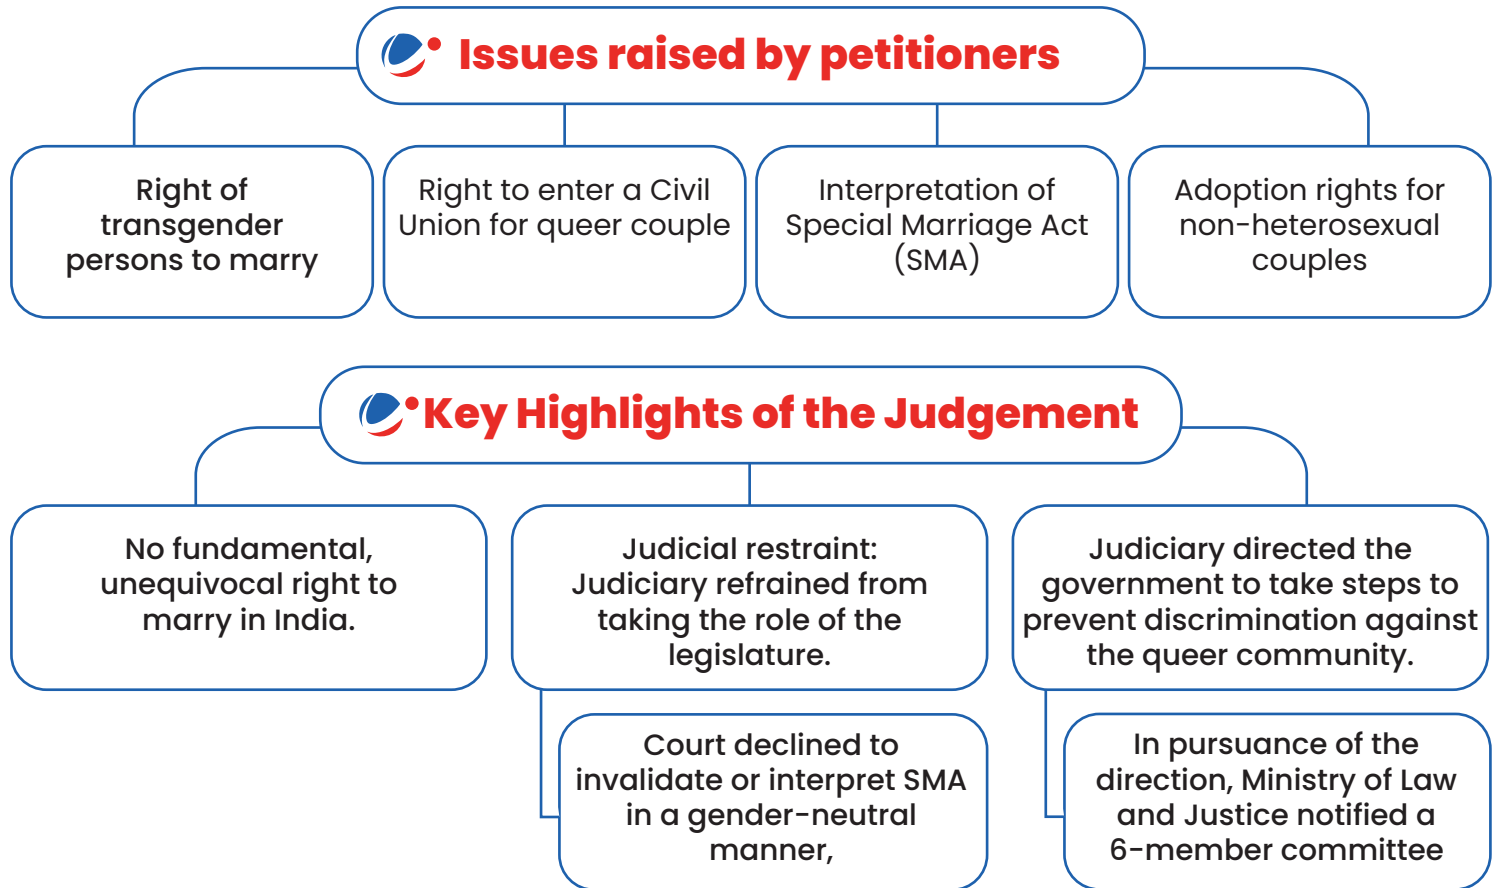 Issues raised by petitioners
Right of
transgender
persons to marry
Right to enter a Civil
Union for queer couple
Interpretation of
Special Marriage Act
(SMA)
Adoption rights for
non-heterosexual
couples
Key Highlights of the Judgement
No fundamental,
unequivocal right to
marry in India.
Judicial restraint:
Judiciary refrained from
taking the role of the
legislature.
Court declined to
invalidate or interpret SMA
in a gender-neutral
manner,
Judiciary directed the
government to take steps to
prevent discrimination against
the queer community.
In pursuance of the
direction, Ministry of Law
and Justice notified a
6-member committee